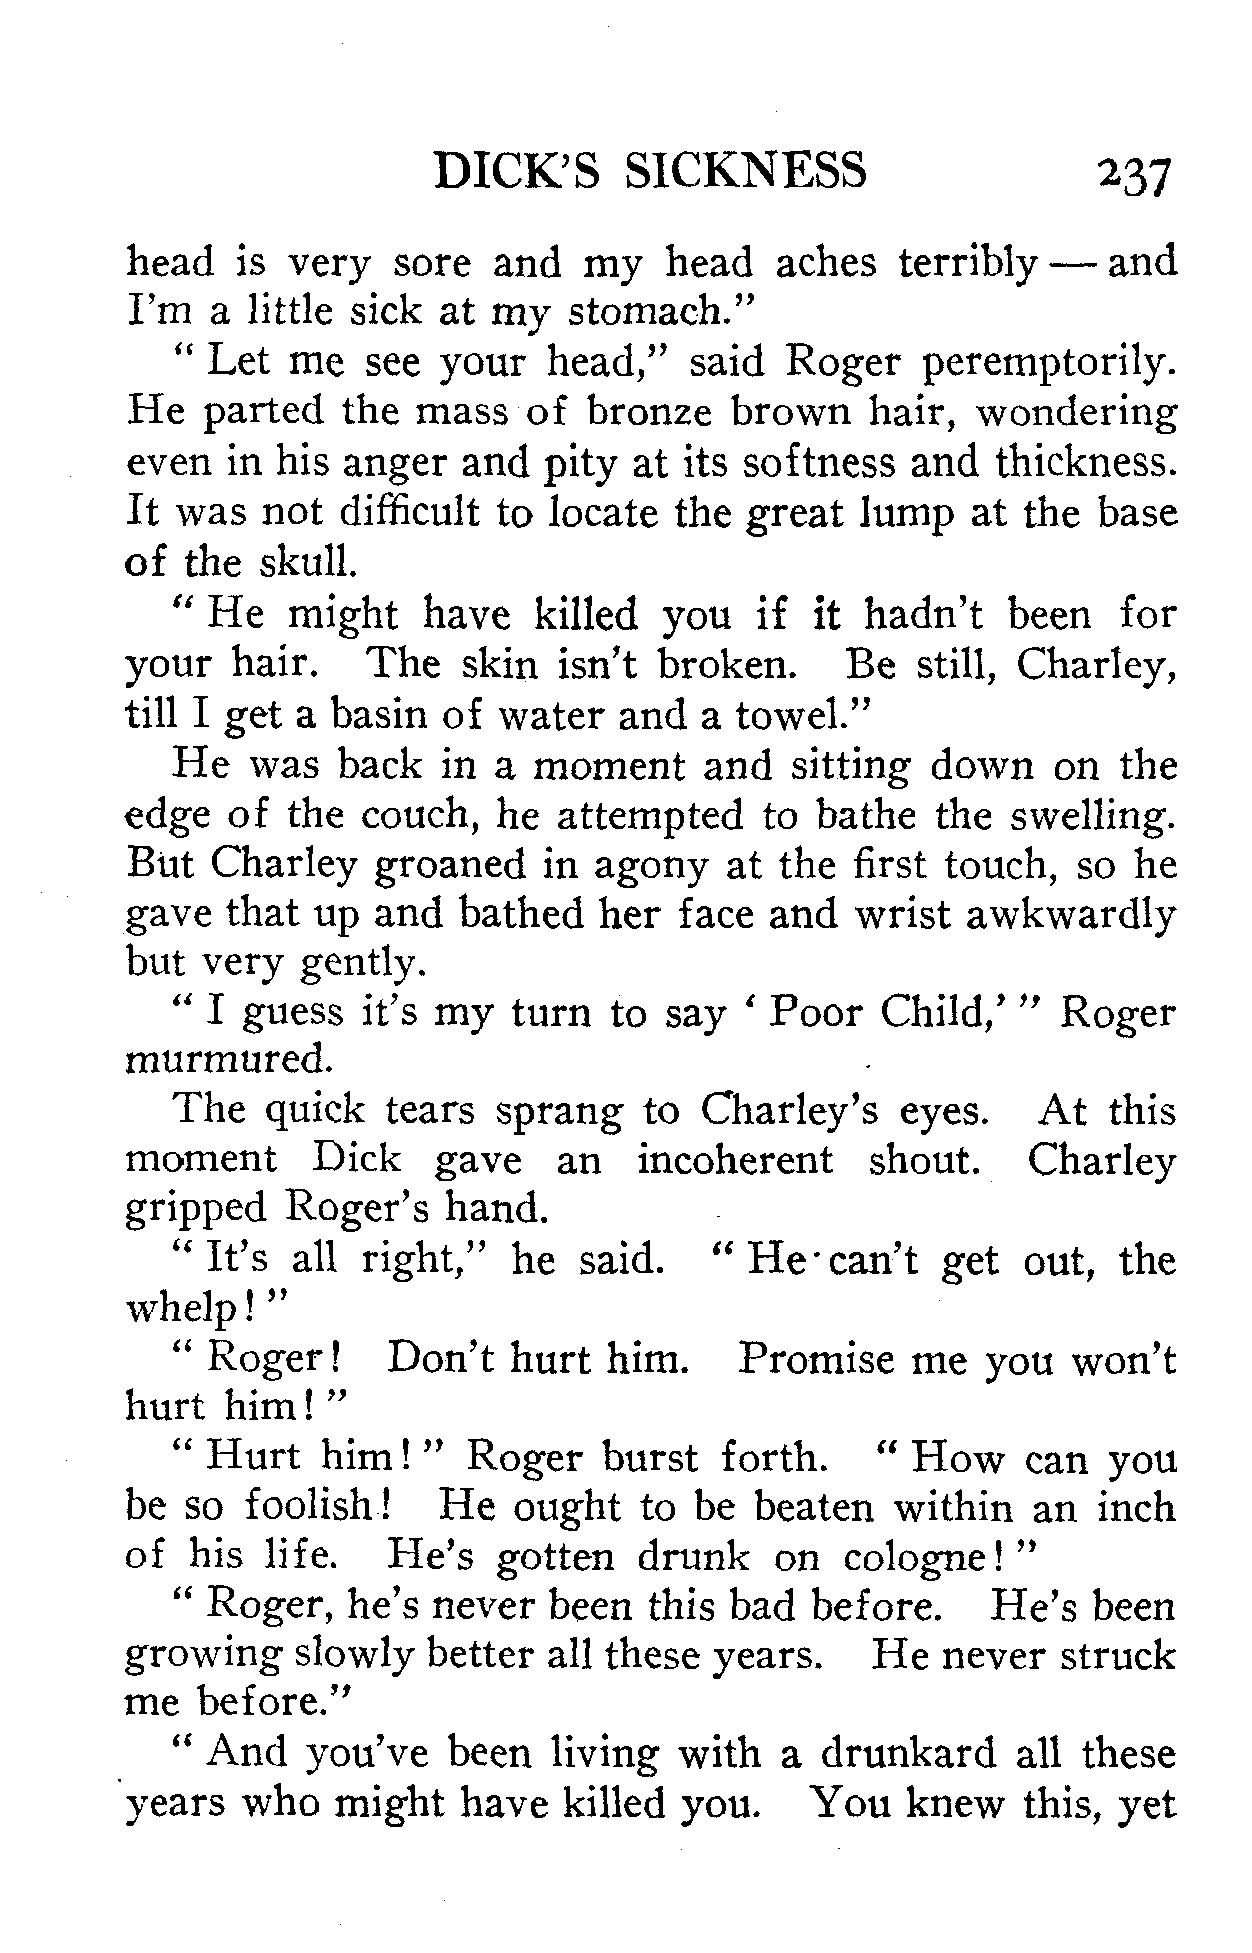 DICK'S SICKNESS 237
head is very sore and my head aches terribly — and
I'm a little sick at my stomach."
" Let me see your head," said Roger peremptorily.
He parted the mass of bronze brown hair, wondering
even in his anger and pity at its softness and thickness.
It was not difficult to locate the great lump at the base
of the skull.
" He might have killed you if it hadn't been for
your hair. The skin isn't broken. Be still, Charley,
till I get a basin of water and a towel."
He was back in a moment and sitting down on the
edge of the couch, he attempted to bathe the swelling.
But Charley groaned in agony at the first touch, so he
gave that up and bathed her face and wrist awkwardly
but very gently.
" I guess it's my turn to say ' Poor Child,' " Roger
murmured.
The quick tears sprang to Charley's eyes. At this
moment Dick gave an incoherent shout. Charley
gripped Roger's hand.
" It's all right," he said. " He can't get out, the
whelp! "
" Roger! Don't hurt him. Promise me you won't
hurt him! "
" Hurt him! " Roger burst forth. " How can you
be so foolish! He ought to be beaten within an inch
of his life. He's gotten drunk on cologne! "
" Roger, he's never been this bad before. He's been
growing slowly better all these years. He never struck
me before."
" And you've been living with a drunkard all these
years who might have killed you. You knew this, yet